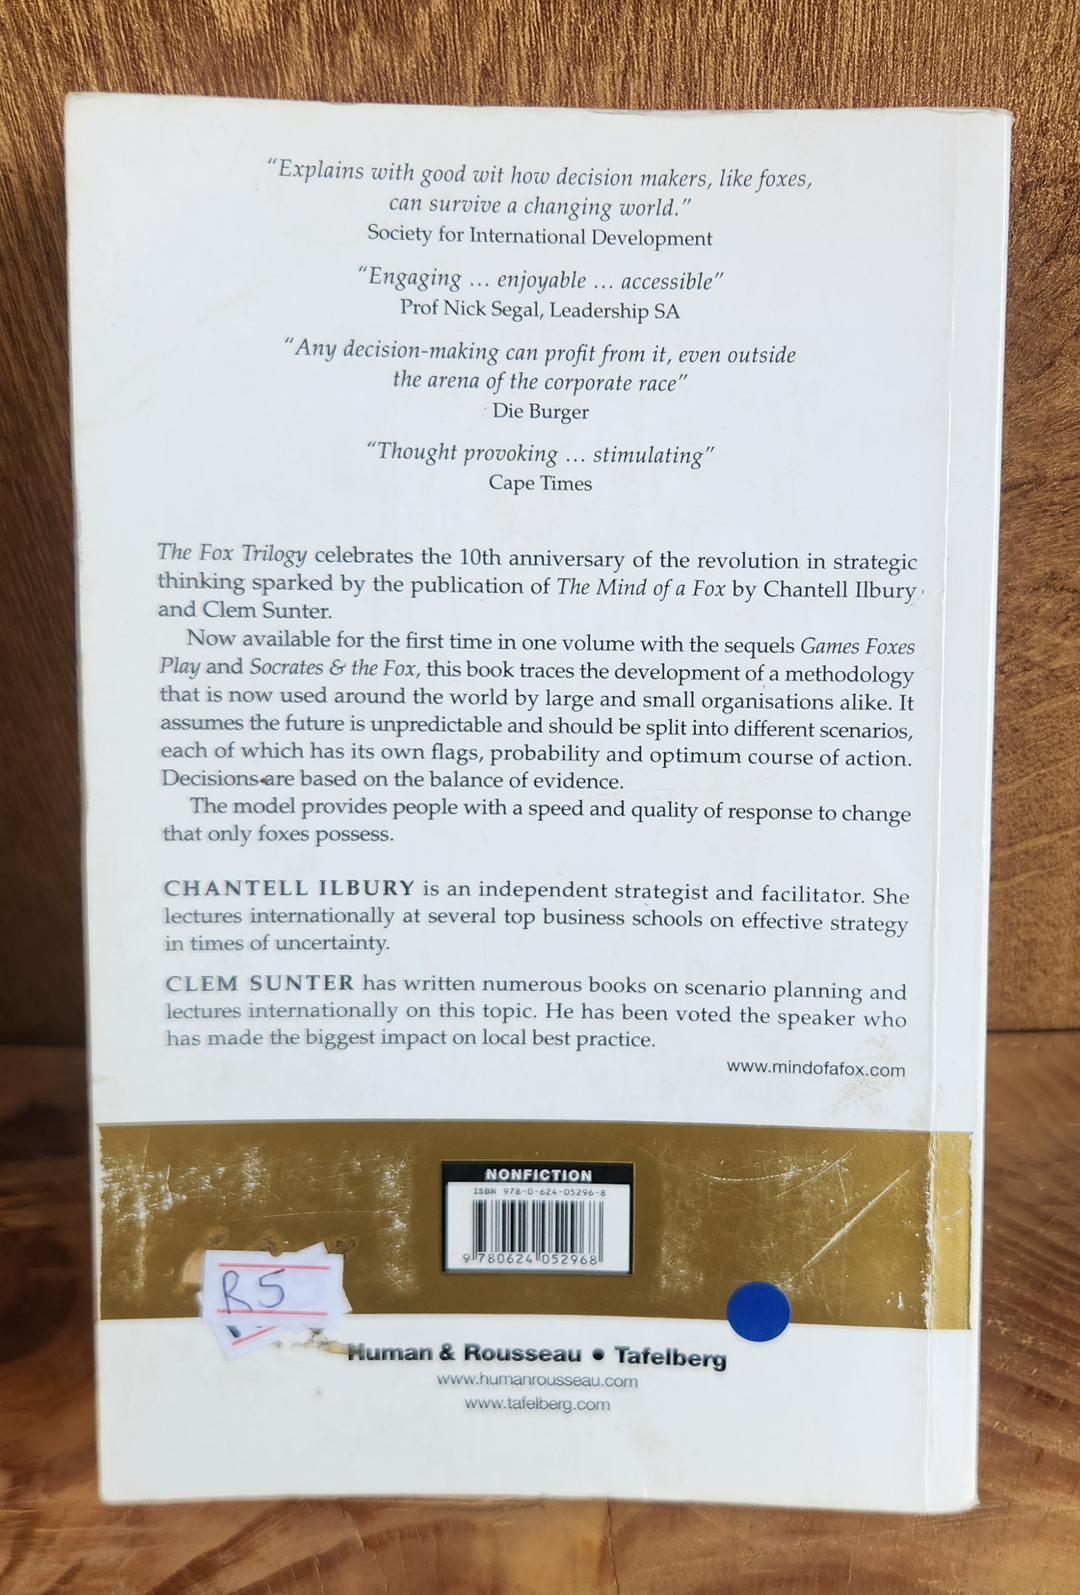 “Explains with good wit how decision makers, like foxes,
can survive a changing world.”
Society for International Development
“Engaging ... enjoyable ... accessible”
Prof Nick Segal, Leadership SA
“Any decision-making can profit from it, even outside
the arena of the corporate race”
Die Burger
“Thought provoking ... stimulating”
Cape Times
The Fox Trilogy celebrates the 10th anniversary of the revolution in strategic
thinking sparked by the publication of The Mind of a Fox by Chantell Ilbury
and Clem Sunter.
Now available for the first time in one volume with the sequels Games Foxes
Play and Socrates & the Fox, this book traces the development of a methodology
that is now used around the world by large and small organisations alike. It
assumes the future is unpredictable and should be split into different scenarios,
each of which has its own flags, probability and optimum course of action.
Decisions are based on the balance of evidence.
The model provides people with a speed and quality of response to change
that only foxes possess.
CHANTELL ILBURY is an independent strategist and facilitator. She
lectures internationally at several top business schools on effective strategy
in times of uncertainty.
CLEM SUNTER has written numerous books on scenario planning and
lectures internationally on this topic. He has been voted the speaker who
has made the biggest impact on local best practice.
www.mindofafox.com
NONFICTION
ISBN 978-0-624-05296-8
9 780624 052968
R5
Human & Rousseau • Tafelberg
www.humanrousseau.com
www.tafelberg.com